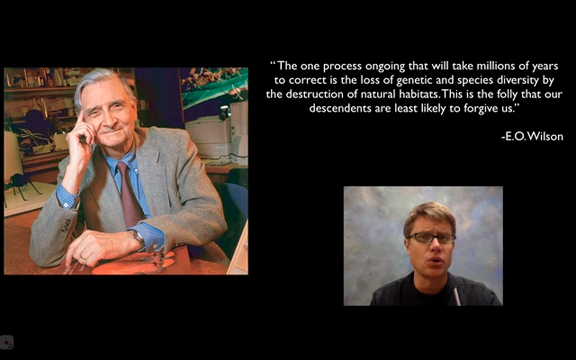 “ The one process ongoing that will take millions of years
to correct is the loss of genetic and species diversity by
the destruction of natural habitats. This is the folly that our
descendents are least likely to forgive us.”
-E.O. Wilson